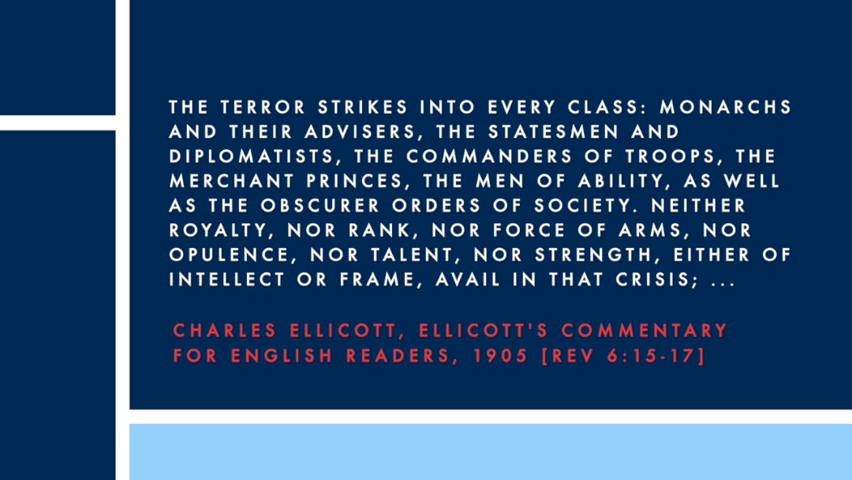 THE TERROR STRIKES INTO EVERY CLASS: MONARCHS
AND THEIR ADVISERS, THE STATESMEN AND
DIPLOMATISTS, THE COMMANDERS OF TROOPS, THE
MERCHANT PRINCES, THE MEN OF ABILITY, AS WELL
AS THE OBSCURER ORDERS OF SOCIETY. NEITHER
ROYALTY, NOR RANK, NOR FORCE OF ARMS, NOR
OPULENCE, NOR TALENT, NOR STRENGTH, EITHER OF
INTELLECT OR FRAME, AVAIL IN THAT CRISIS; ...
CHARLES ELLICOTT, ELLICOTT'S COMMENTARY
FOR ENGLISH READERS, 1905 [REV 6:15-17]